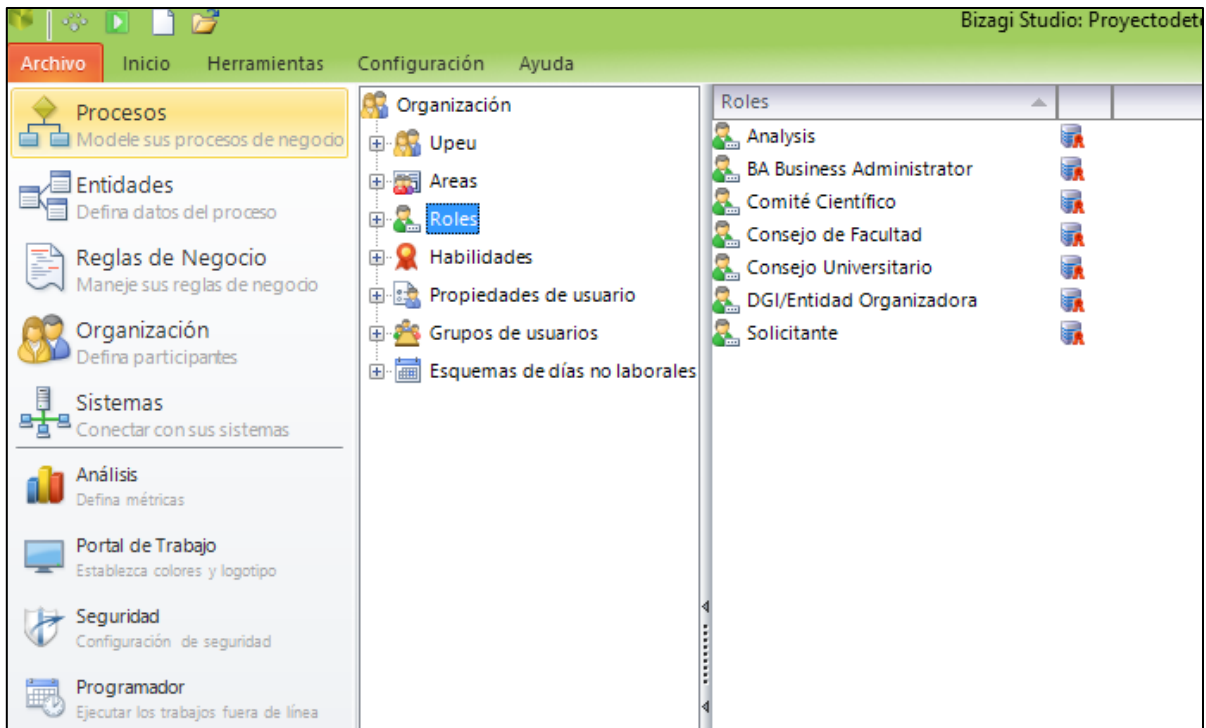 Bizagi Studio: Proyectodet
Archivo Inicio Herramientas Configuración Ayuda
Procesos
Modele sus procesos de negocio
Entidades
Defina datos del proceso
Reglas de Negocio
Maneje sus reglas de negocio
Organización
Defina participantes
Sistemas
Conectar con sus sistemas
Análisis
Defina métricas
Portal de Trabajo
Establezca colores y logotipo
Seguridad
Configuración de seguridad
Programador
Ejecutar los trabajos fuera de línea
Organización
Upeu
Areas
Roles
Habilidades
Propiedades de usuario
Grupos de usuarios
Esquemas de días no laborales
Roles
Analysis
BA Business Administrator
Comité Científico
Consejo de Facultad
Consejo Universitario
DGI/Entidad Organizadora
Solicitante